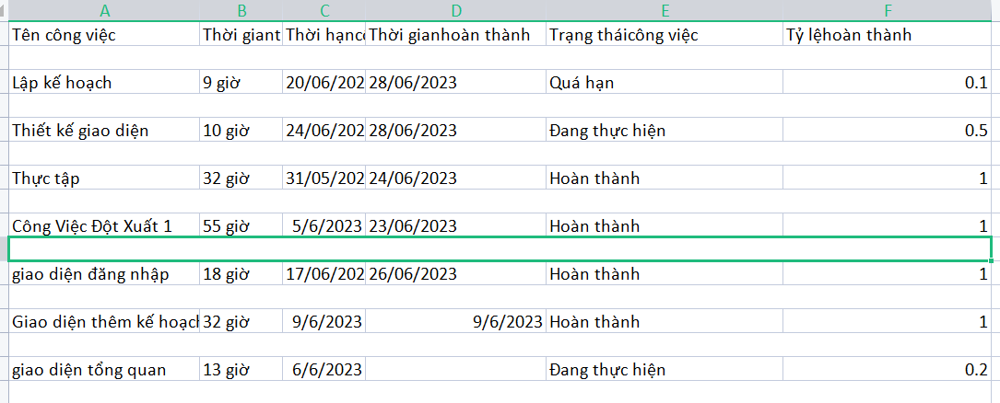 A B C D E F
Tên công việc Thời giant Thời hạn Thời gianhoàn thành Trạng tháicông việc Tỷ lệhoàn thành
Lập kế hoạch 9 giờ 20/06/202 28/06/2023 Quá hạn 0.1
Thiết kế giao diện 10 giờ 24/06/202 28/06/2023 Đang thực hiện 0.5
Thực tập 32 giờ 31/05/202 24/06/2023 Hoàn thành 1
Công Việc Đột Xuất 1 55 giờ 5/6/2023 23/06/2023 Hoàn thành 1
giao diện đăng nhập 18 giờ 17/06/202 26/06/2023 Hoàn thành 1
Giao diện thêm kế hoạch 32 giờ 9/6/2023 9/6/2023 Hoàn thành 1
giao diện tổng quan 13 giờ 6/6/2023 Đang thực hiện 0.2